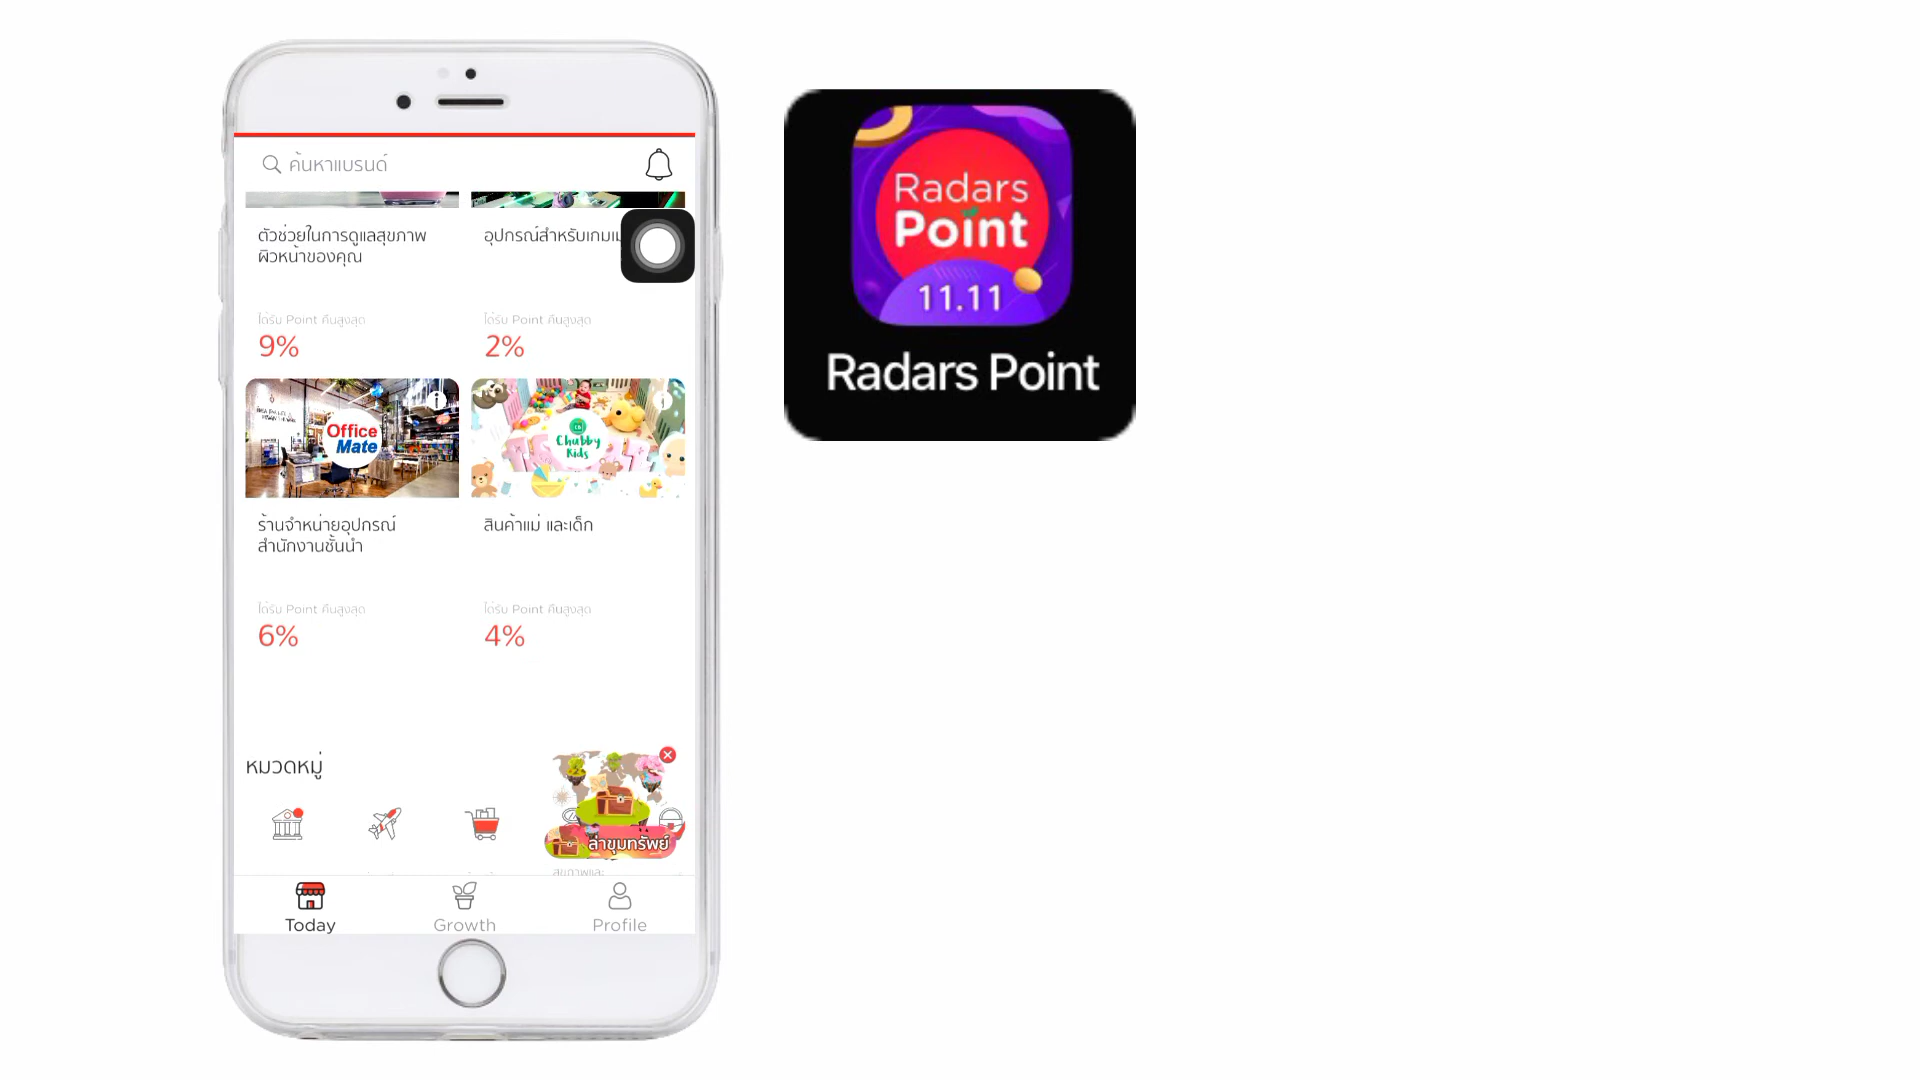 ค้นหาแบรนด์
ตัวช่วยในการดูแลสุขภาพ
ผิวหน้าของคุณ
อุปกรณ์สำหรับเกมเม
ได้รับ Point คืนสูงสุด
9%
ได้รับ Point คืนสูงสุด
2%
Office
Mate
Chabby
Kids
ร้านจำหน่ายอุปกรณ์
สำนักงานชั้นนำ
สินค้าแม่ และเด็ก
ได้รับ Point คืนสูงสุด
6%
ได้รับ Point คืนสูงสุด
4%
หมวดหมู่
ล่าขุมทรัพย์
Today
Growth
Profile
Radars
Point
11.11
Radars Point